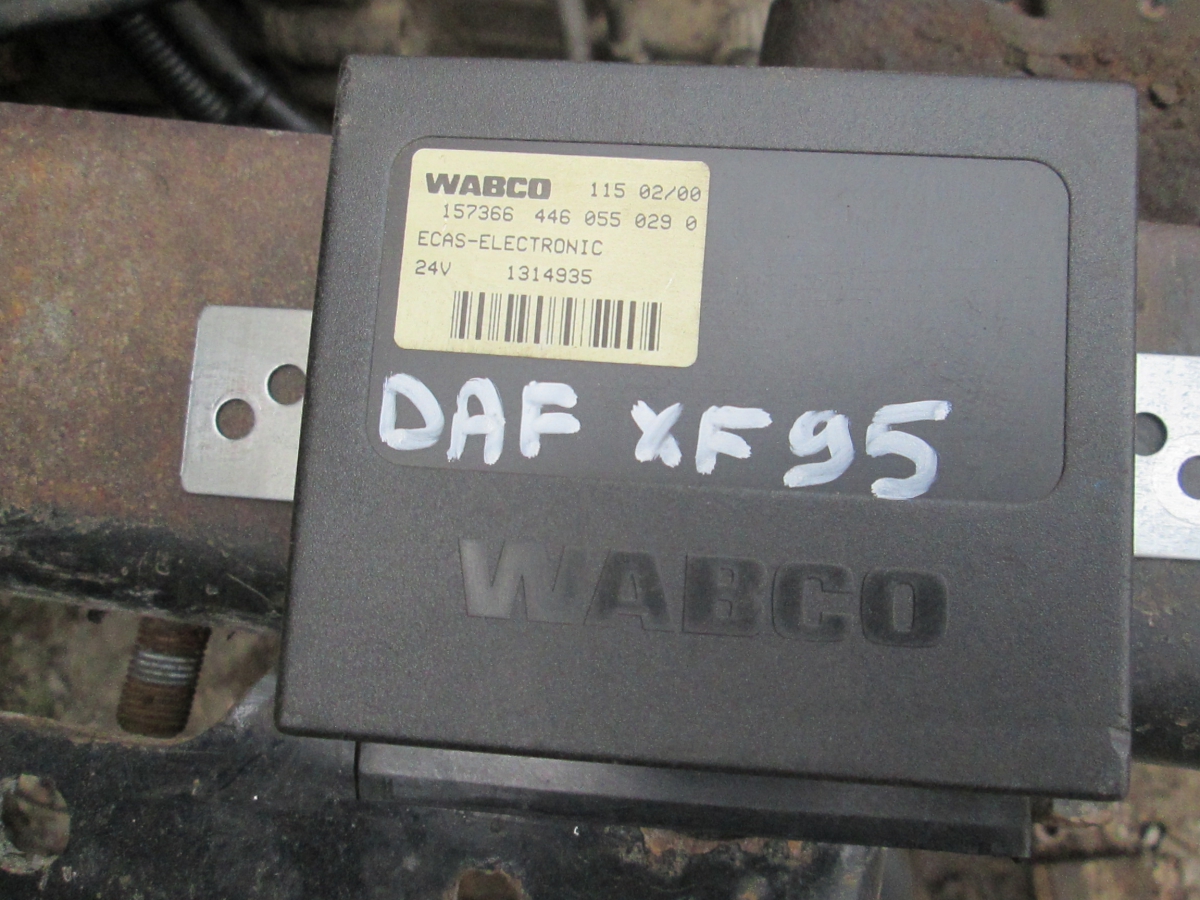 WABCO 115 02/00
157366 446 055 029 0
ECAS-ELECTRONIC
24V 1314935
DAF XF95
WABCO